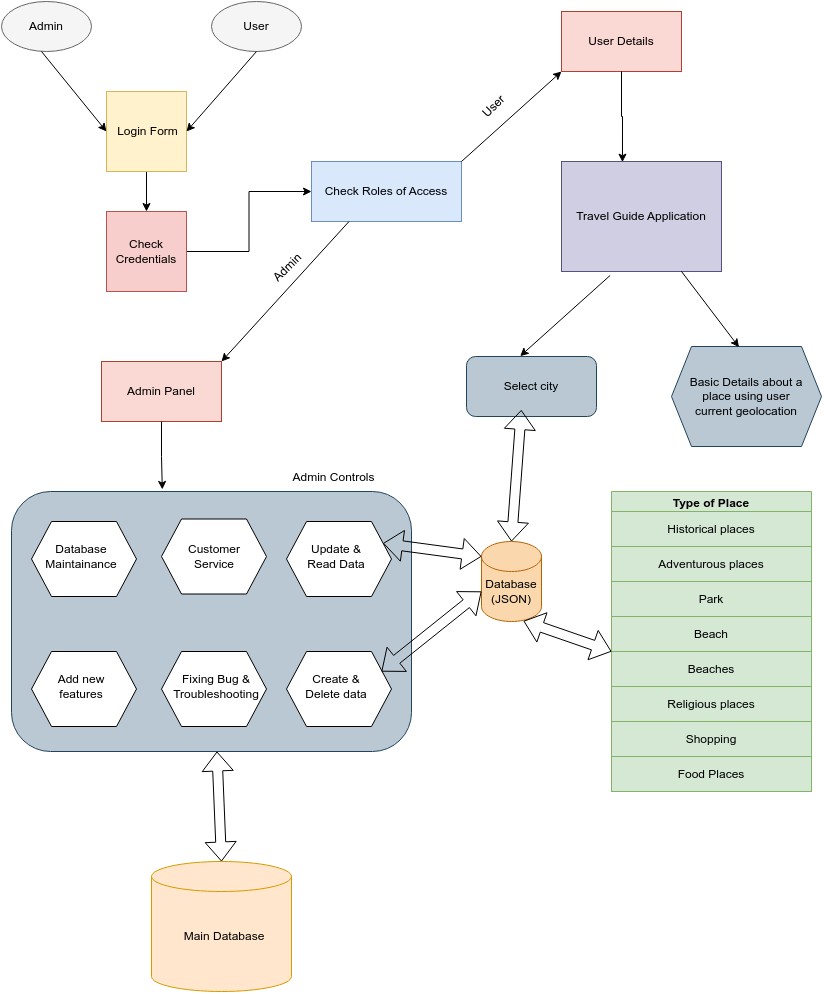 Admin
User
User Details
Login Form
User
Check Roles of Access
Travel Guide Application
Check
Credentials
Admin
Admin Panel
Select city
Basic Details about a
place using user
current geolocation
Admin Controls
Database
Maintainance
Customer
Service
Update &
Read Data
Add new
features
Fixing Bug &
Troubleshooting
Create &
Delete data
Database
(JSON)
Type of Place
Historical places
Adventurous places
Park
Beach
Beaches
Religious places
Shopping
Food Places
Main Database